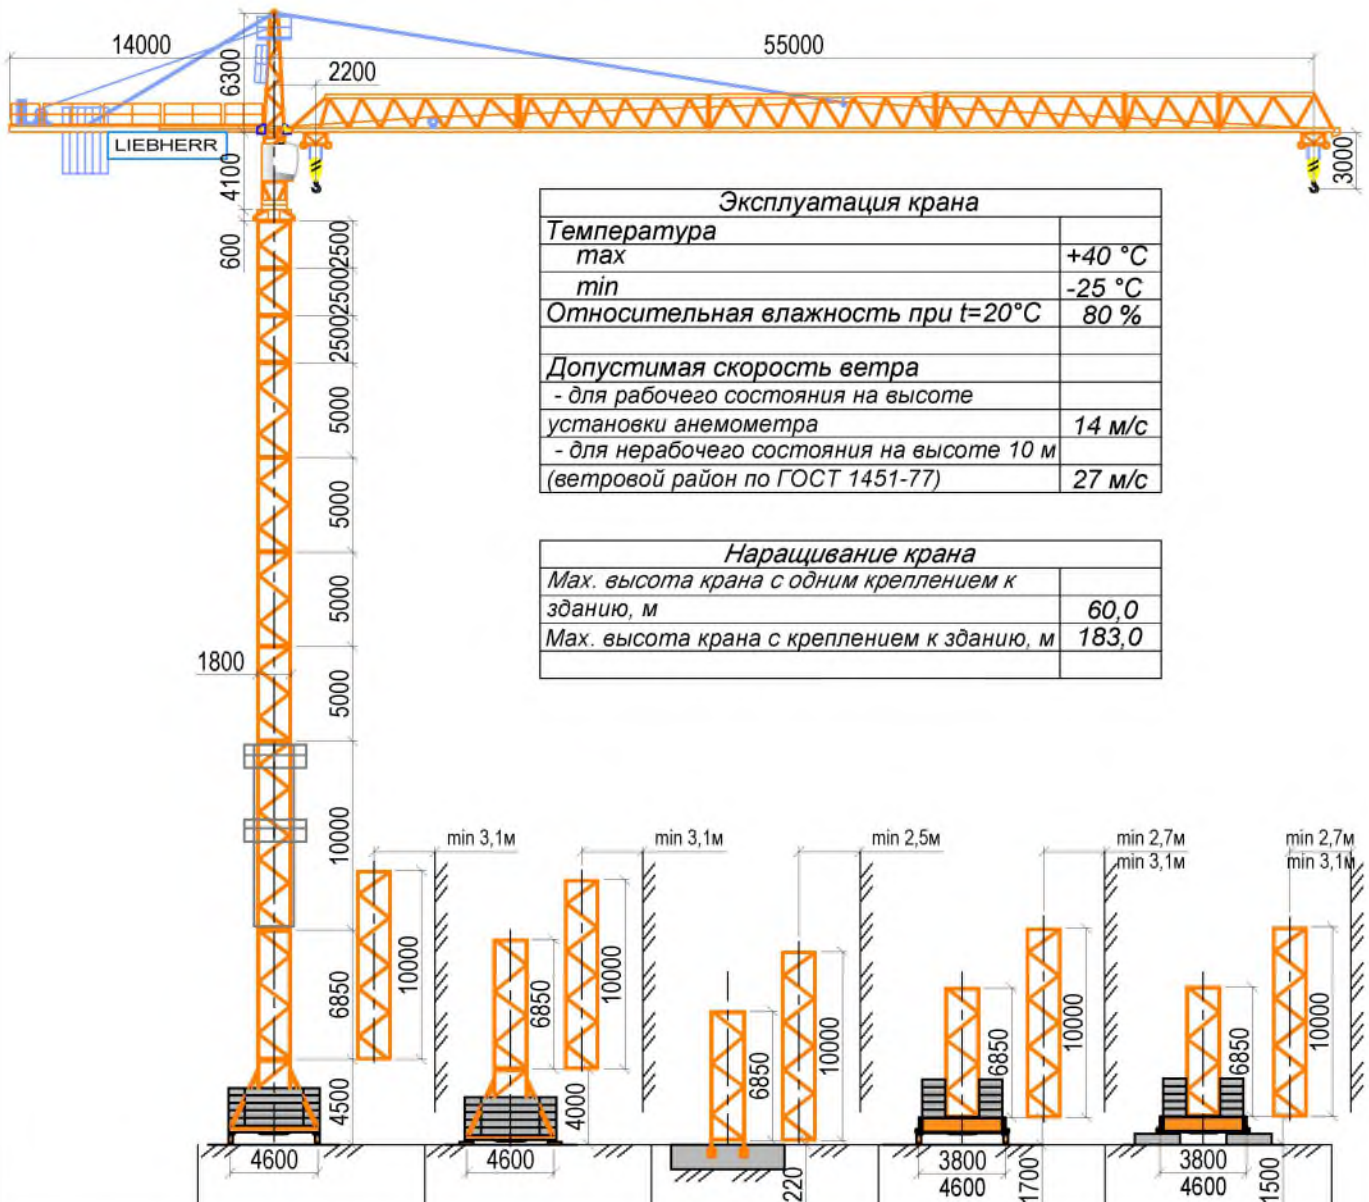 14000
6300
2200
55000
LIEBHERR
4100
3000
600
2500
2500
2500
5000
5000
5000
5000
1800
10000
6850
4500
4600
Эксплуатация крана
Температура
max
+40 °C
min
-25 °C
Относительная влажность при t=20°C
80 %
Допустимая скорость ветра
- для рабочего состояния на высоте
установки анемометра
14 м/с
- для нерабочего состояния на высоте 10 м
(ветровой район по ГОСТ 1451-77)
27 м/с
Наращивание крана
Мах. высота крана с одним креплением к
зданию, м
60,0
Мах. высота крана с креплением к зданию, м
183,0
min 3,1м
10000
min 3,1м
6850
10000
4000
4600
min 2,5м
6850
10000
220
min 2,7м
min 3,1м
6850
10000
3800
4600
1700
min 2,7м
min 3,1м
6850
10000
3800
4600
1500